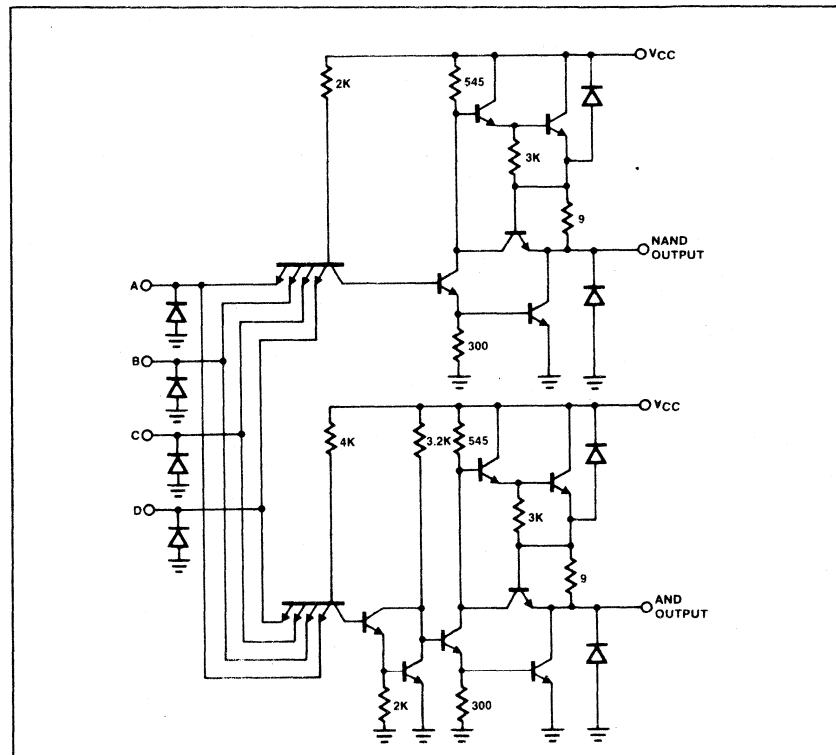 VCC
2K
545
3K
9
NAND
OUTPUT
A
B
300
C
VCC
4K
3.2K
545
D
3K
9
AND
OUTPUT
2K
300